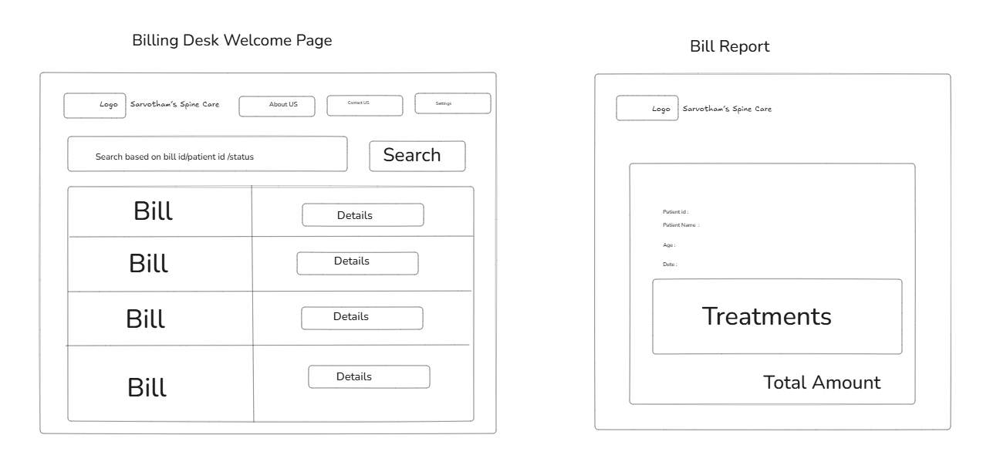 Billing Desk Welcome Page
Logo Sarvotham's Spine Care About US Contact US Settings
Search based on bill id/patient id /status Search
Bill Details
Bill Details
Bill Details
Bill Details
Bill Report
Logo Sarvotham's Spine Care
Patient id :
Patient Name :
Age :
Dete :
Treatments
Total Amount